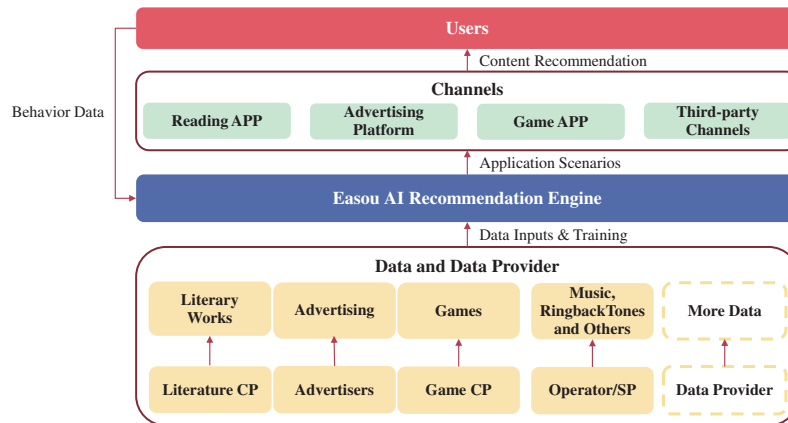 Users
Content Recommendation
Behavior Data
Channels
Reading APP
Advertising
Platform
Game APP
Third-party
Channels
Application Scenarios
Easou AI Recommendation Engine
Data Inputs & Training
Data and Data Provider
Literary
Works
Advertising
Games
Music,
RingbackTones
and Others
More Data
Literature CP
Advertisers
Game CP
Operator/SP
Data Provider